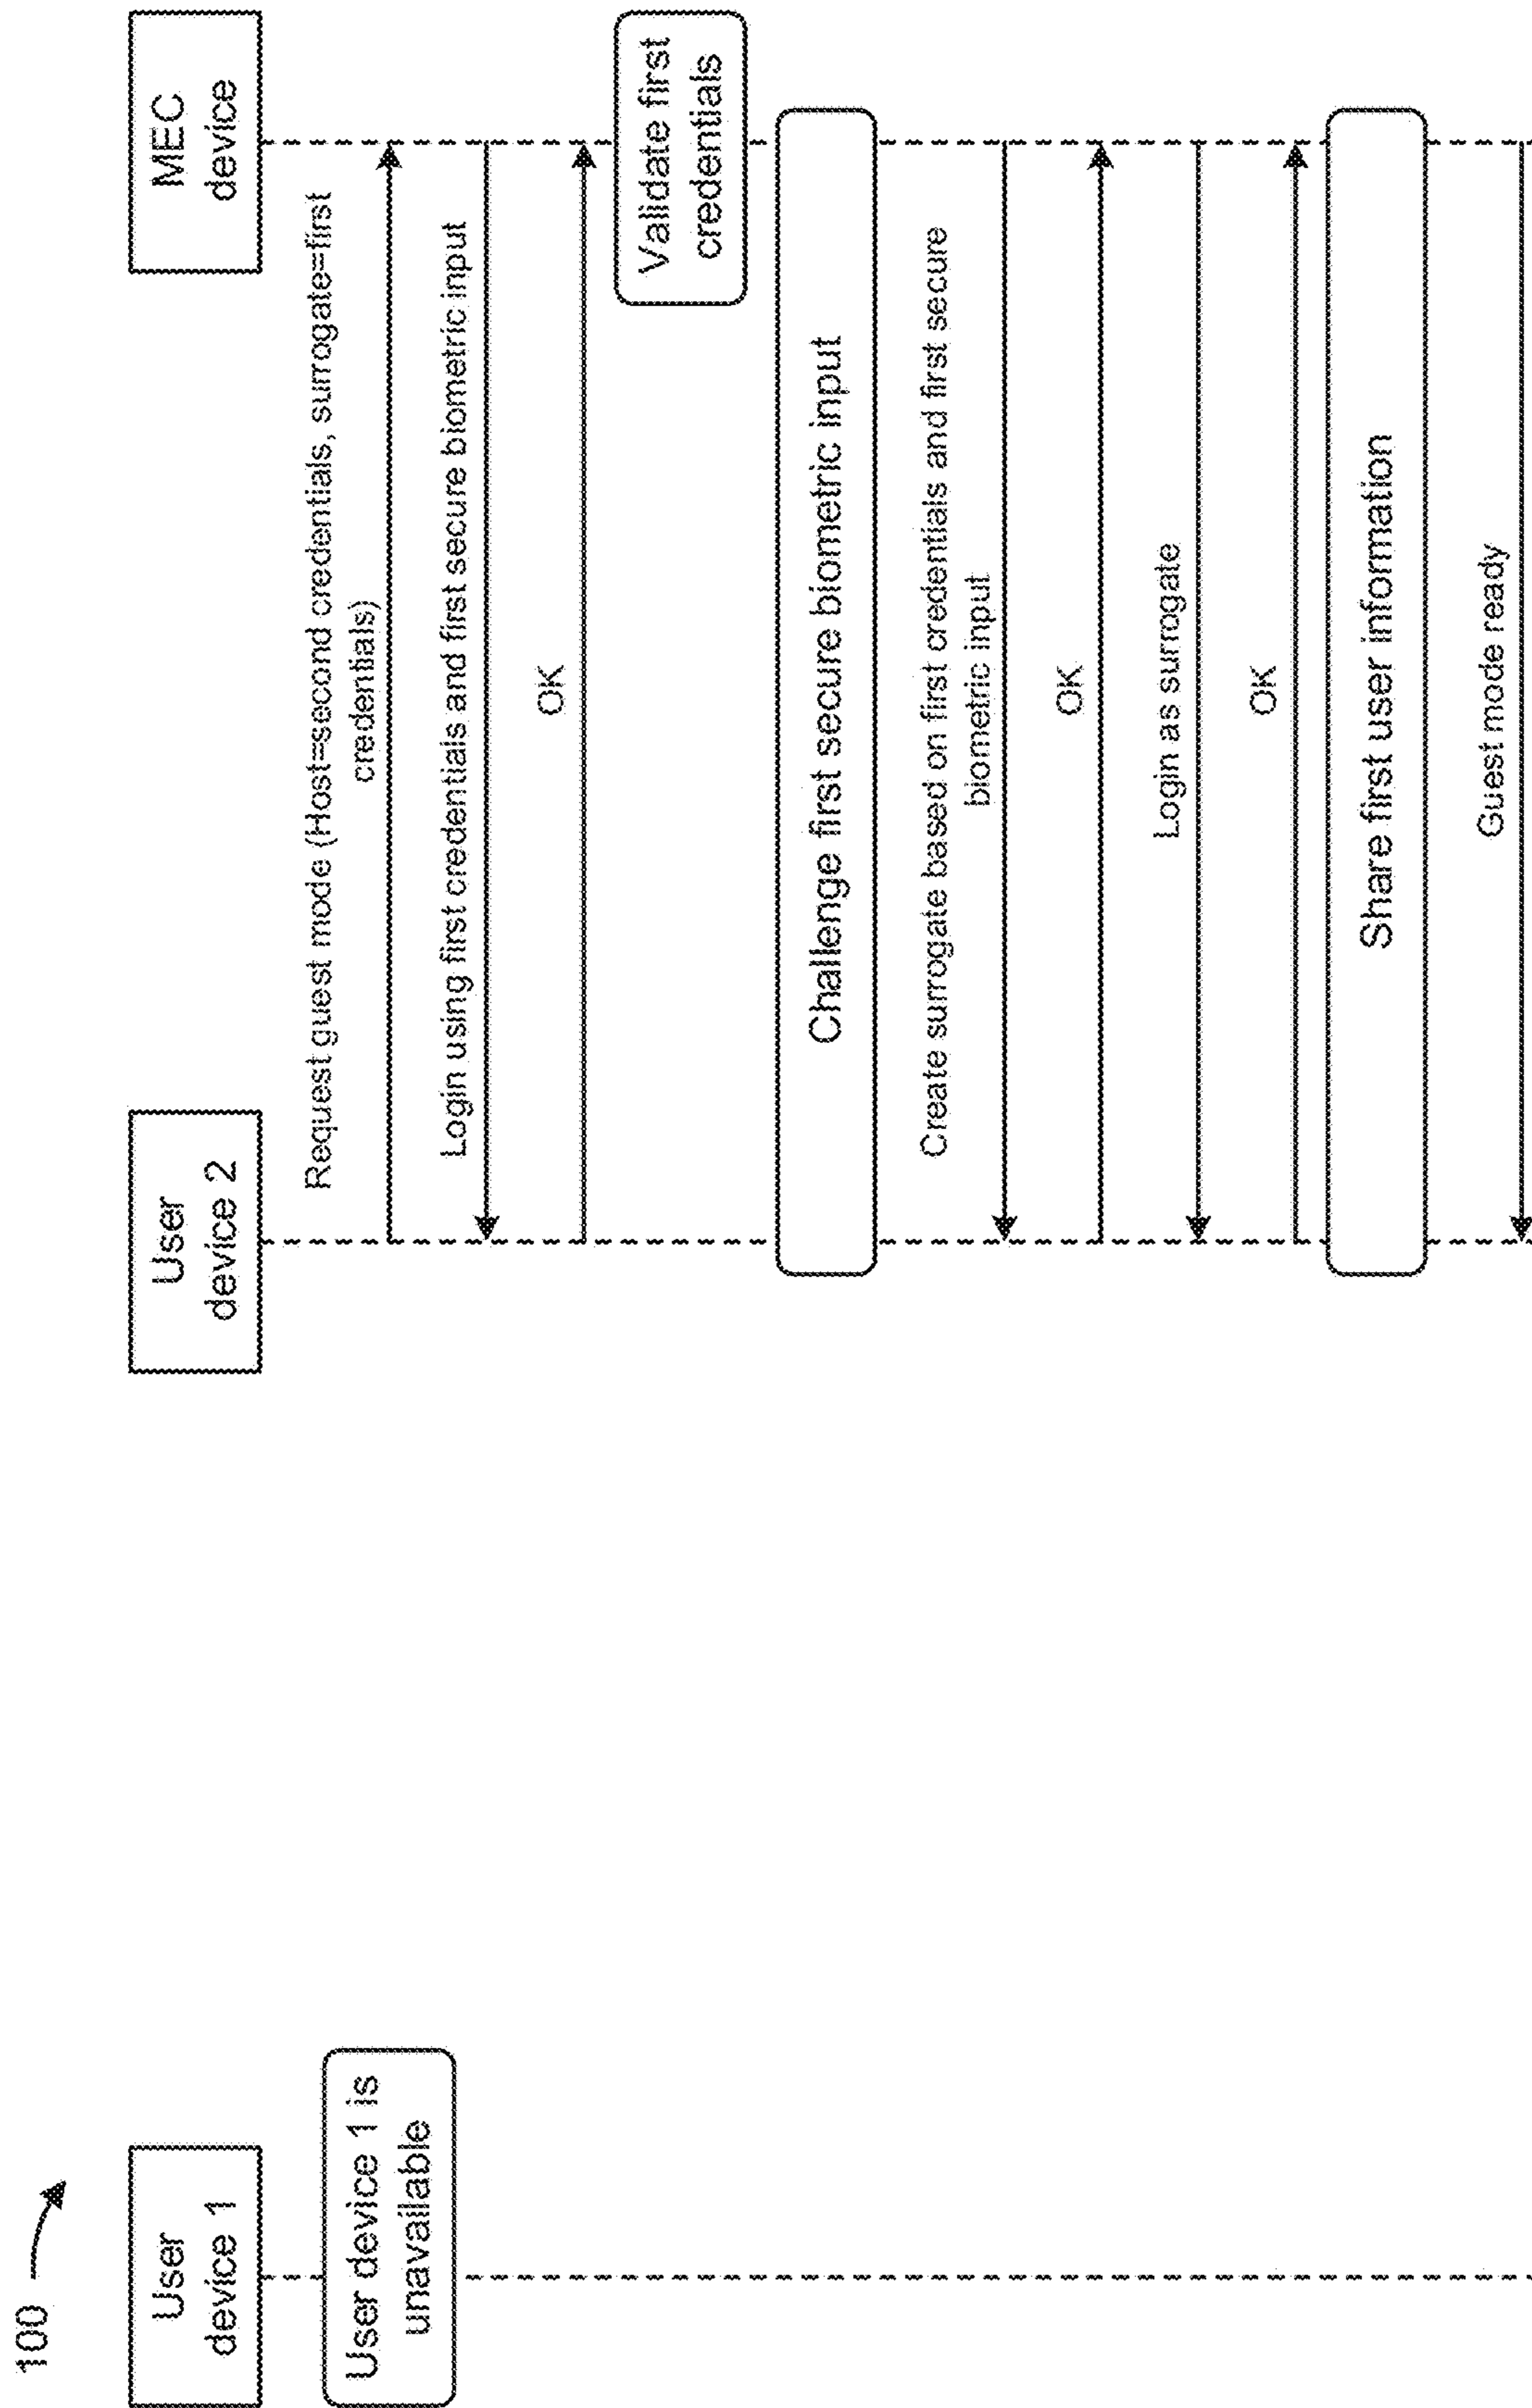 100
User
device 1
User
device 2
MEC
device
User device 1 is
unavailable
Request guest mode (Host=second credentials, surrogate=first
credentials)
Login using first credentials and first secure biometric input
OK
Validate first
credentials
Challenge first secure biometric input
Create surrogate based on first credentials and first secure
biometric input
OK
Login as surrogate
OK
Share first user information
Guest mode ready